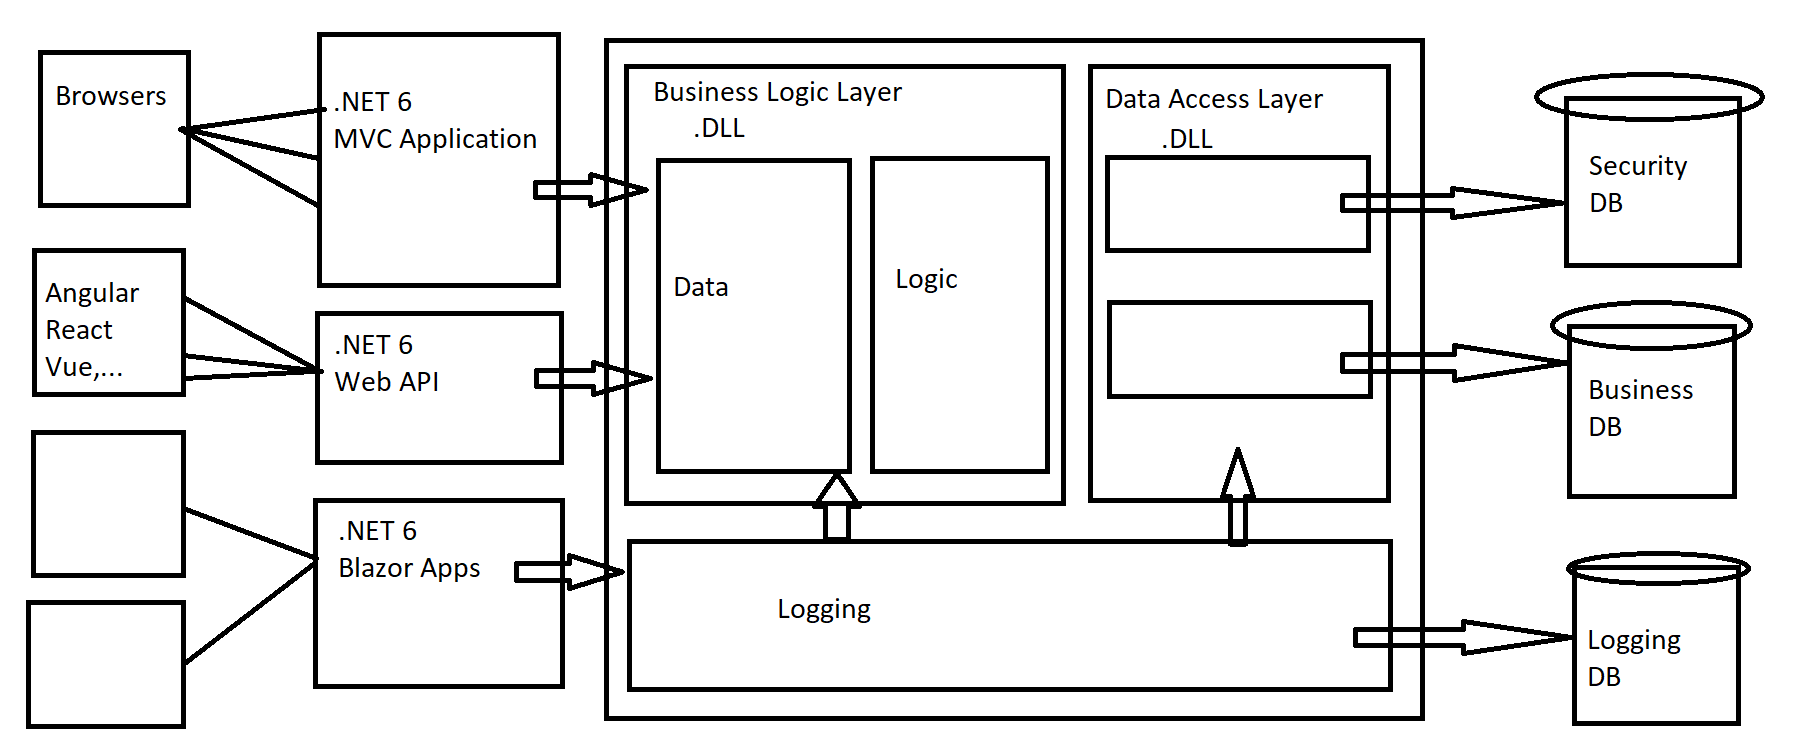 Browsers
.NET 6
MVC Application
Angular
React
Vue,...
.NET 6
Web API
.NET 6
Blazor Apps
Business Logic Layer
.DLL
Data
Logic
Data Access Layer
.DLL
Logging
Security
DB
Business
DB
Logging
DB